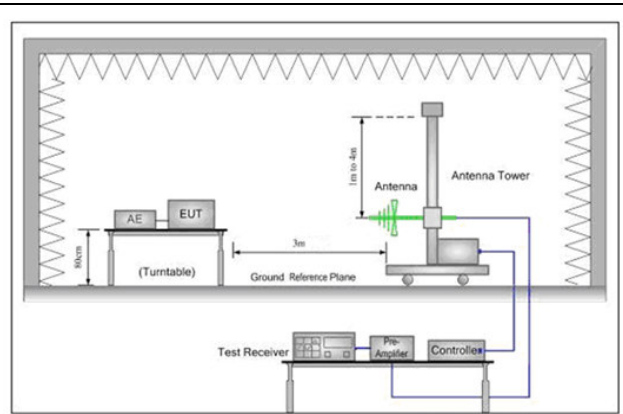 1m to 4m
Antenna
Antenna Tower
AE
EUT
80cm
(Turntable)
3m
Ground Reference Plane
Test Receiver
Pre-
Amplifier
Controller